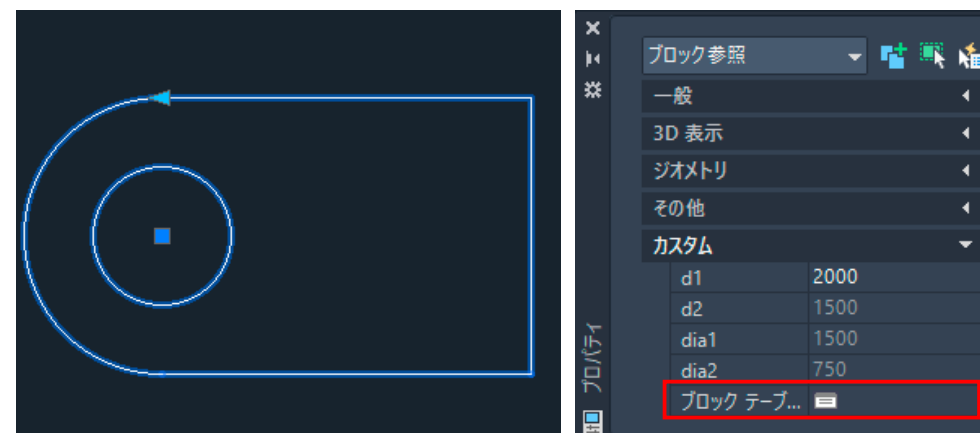 ブロック参照
一般
3D 表示
ジオメトリ
その他
カスタム
d1 2000
d2 1500
dia1 1500
dia2 750
ブロック テーブ...
プロパティ